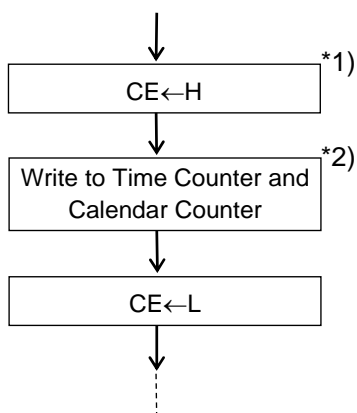 *1)
CE←H
*2)
Write to Time Counter and
Calendar Counter
CE←L